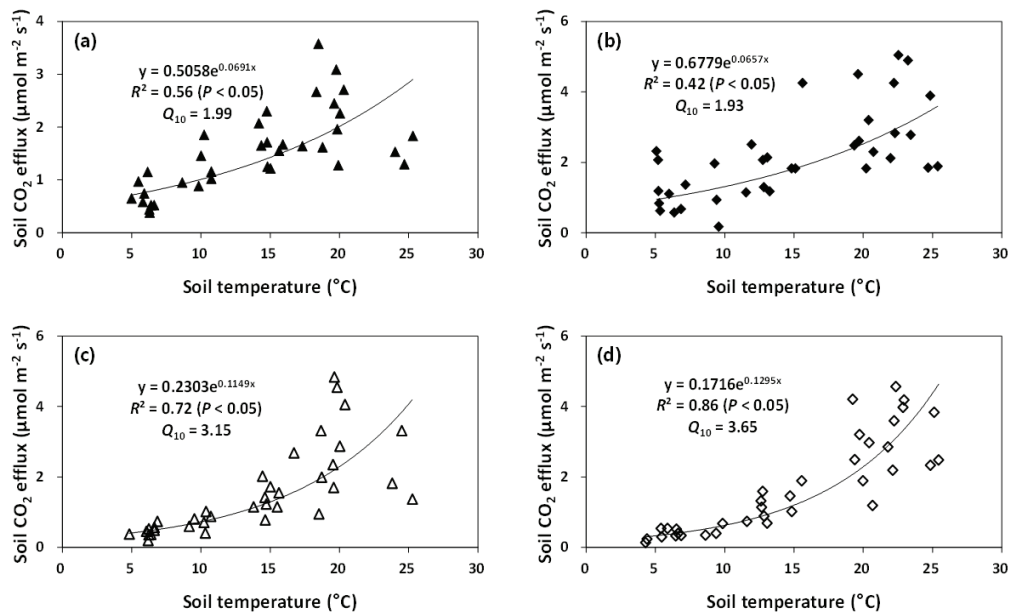 (a)
y = 0.5058e^0.0691x
R² = 0.56 (P < 0.05)
Q₁₀ = 1.99
Soil CO₂ efflux (µmol m⁻² s⁻¹)
4
3
2
1
0
0 5 10 15 20 25 30
Soil temperature (°C)
(b)
y = 0.6779e^0.0657x
R² = 0.42 (P < 0.05)
Q₁₀ = 1.93
Soil CO₂ efflux (µmol m⁻² s⁻¹)
6
4
2
0
0 5 10 15 20 25 30
Soil temperature (°C)
(c)
y = 0.2303e^0.1149x
R² = 0.72 (P < 0.05)
Q₁₀ = 3.15
Soil CO₂ efflux (µmol m⁻² s⁻¹)
6
4
2
0
0 5 10 15 20 25 30
Soil temperature (°C)
(d)
y = 0.1716e^0.1295x
R² = 0.86 (P < 0.05)
Q₁₀ = 3.65
Soil CO₂ efflux (µmol m⁻² s⁻¹)
6
4
2
0
0 5 10 15 20 25 30
Soil temperature (°C)